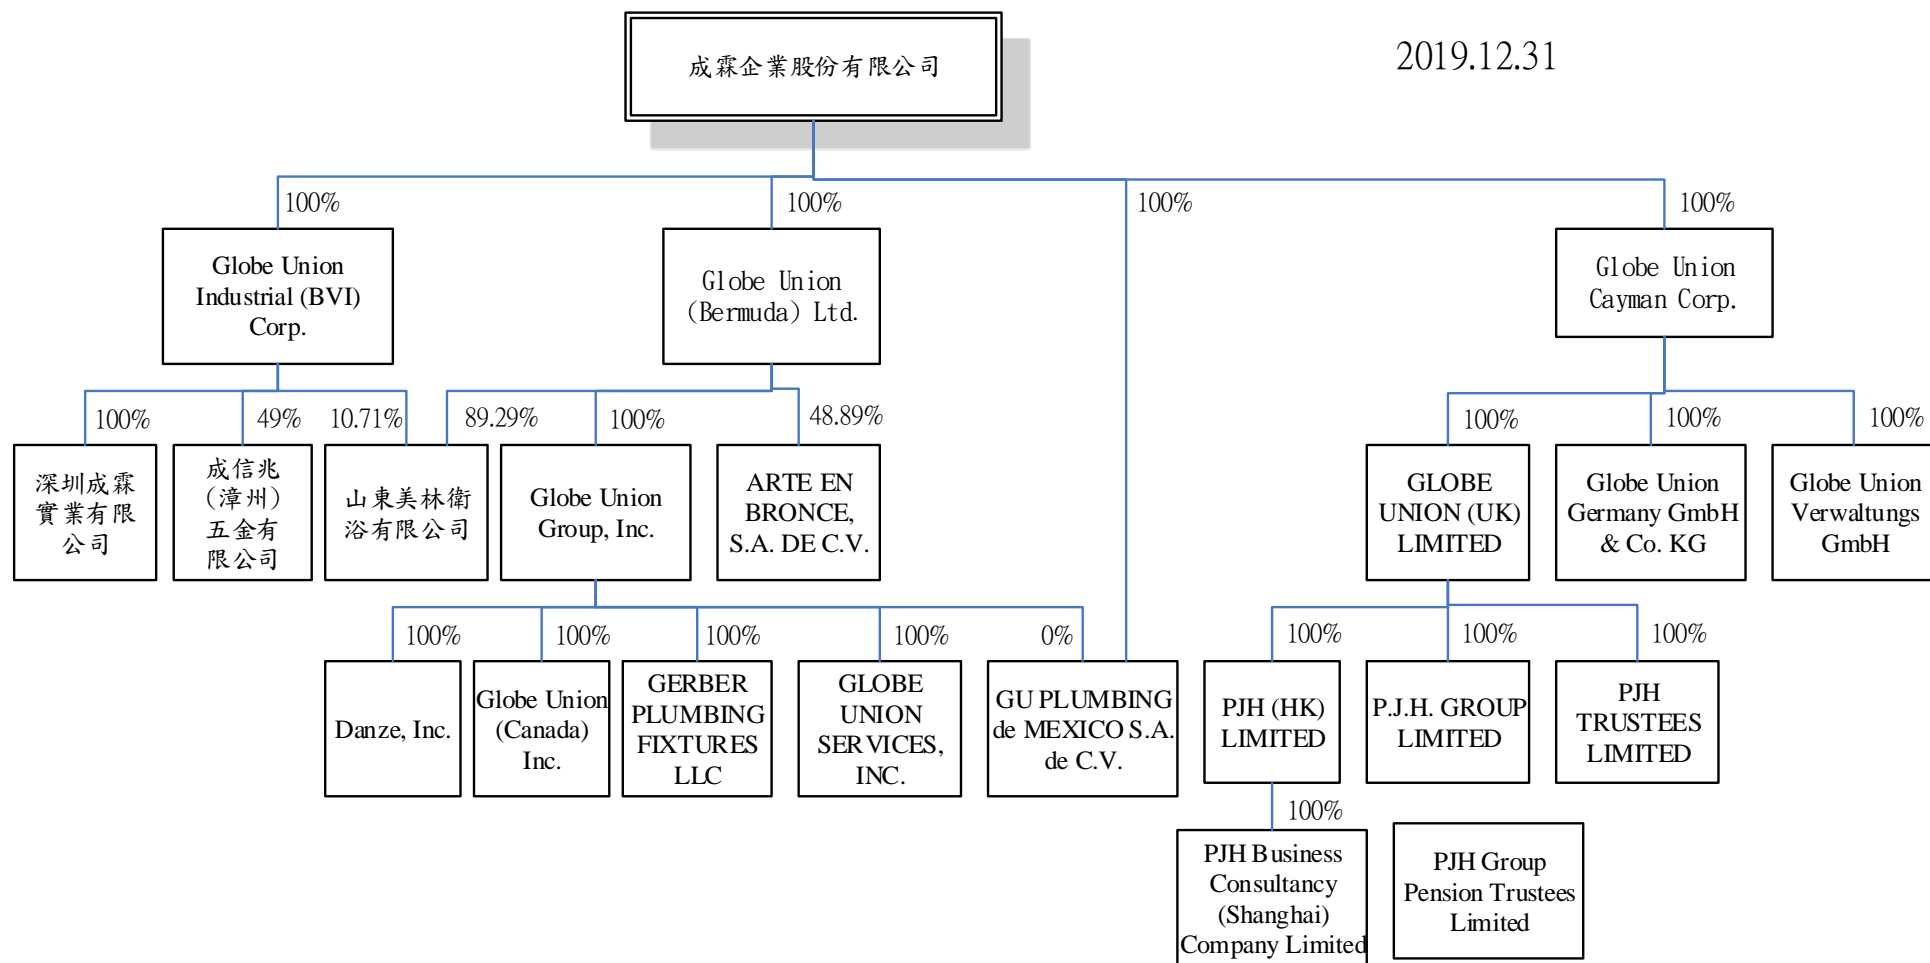 成霖企業股份有限公司
2019.12.31
100%
100%
100%
100%
Globe Union
Industrial (BVI)
Corp.
Globe Union
(Bermuda) Ltd.
Globe Union
Cayman Corp.
100%
49%
10.71%
89.29%
100%
48.89%
100%
100%
100%
深圳成霖
實業有限
公司
成信兆
(漳州)
五金有
限公司
山東美林衛
浴有限公司
Globe Union
Group, Inc.
ARTE EN
BRONCE,
S.A. DE C.V.
GLOBE
UNION (UK)
LIMITED
Globe Union
Germany GmbH
& Co. KG
Globe Union
Verwaltungs
GmbH
100%
100%
100%
100%
0%
100%
100%
100%
Danze, Inc.
Globe Union
(Canada)
Inc.
GERBER
PLUMBING
FIXTURES
LLC
GLOBE
UNION
SERVICES,
INC.
GU PLUMBING
de MEXICO S.A.
de C.V.
PJH (HK)
LIMITED
P.J.H. GROUP
LIMITED
PJH
TRUSTEES
LIMITED
100%
PJH Business
Consultancy
(Shanghai)
Company Limited
PJH Group
Pension Trustees
Limited